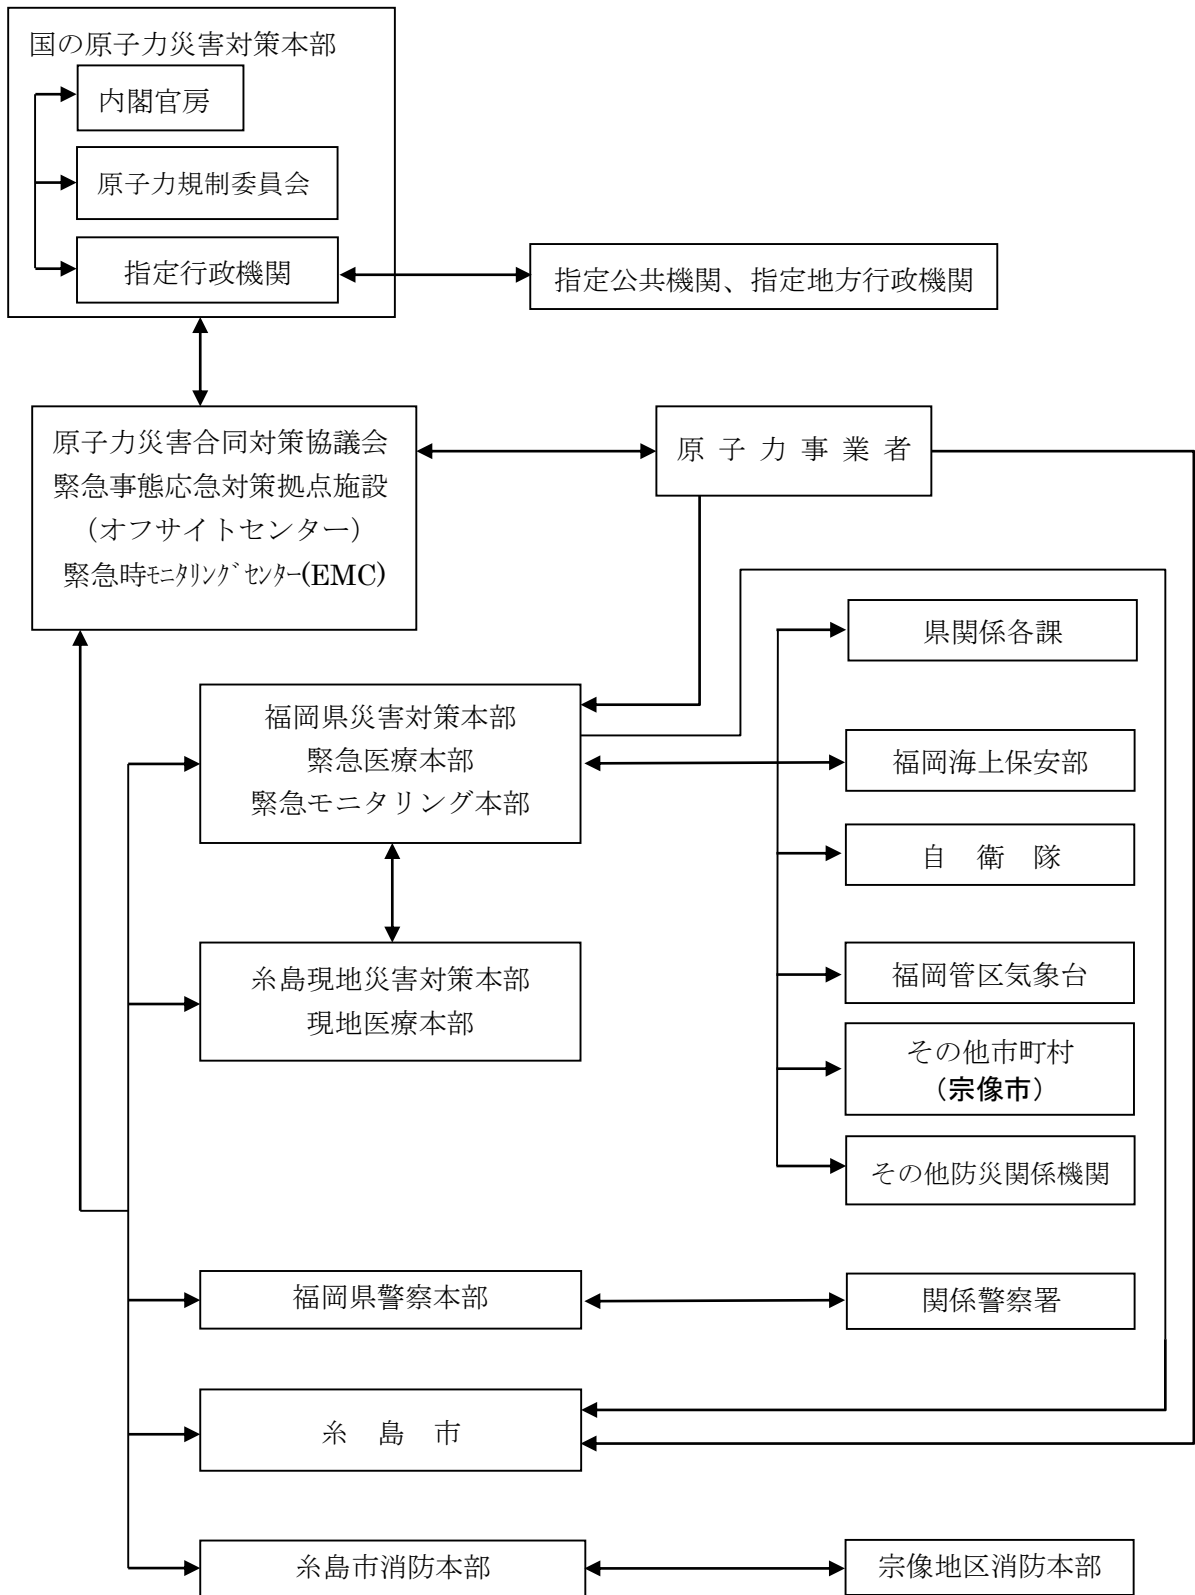 国の原子力災害対策本部
内閣官房
原子力規制委員会
指定行政機関
指定公共機関、指定地方行政機関
原子力災害合同対策協議会
緊急事態応急対策拠点施設
（オフサイトセンター）
緊急時ﾓﾆﾀﾘﾝｸﾞｾﾝﾀｰ(EMC)
原子力事業者
県関係各課
福岡県災害対策本部
緊急医療本部
緊急モニタリング本部
福岡海上保安部
自衛隊
糸島現地災害対策本部
現地医療本部
福岡管区気象台
その他市町村
（宗像市）
その他防災関係機関
福岡県警察本部
関係警察署
糸島市
糸島市消防本部
宗像地区消防本部